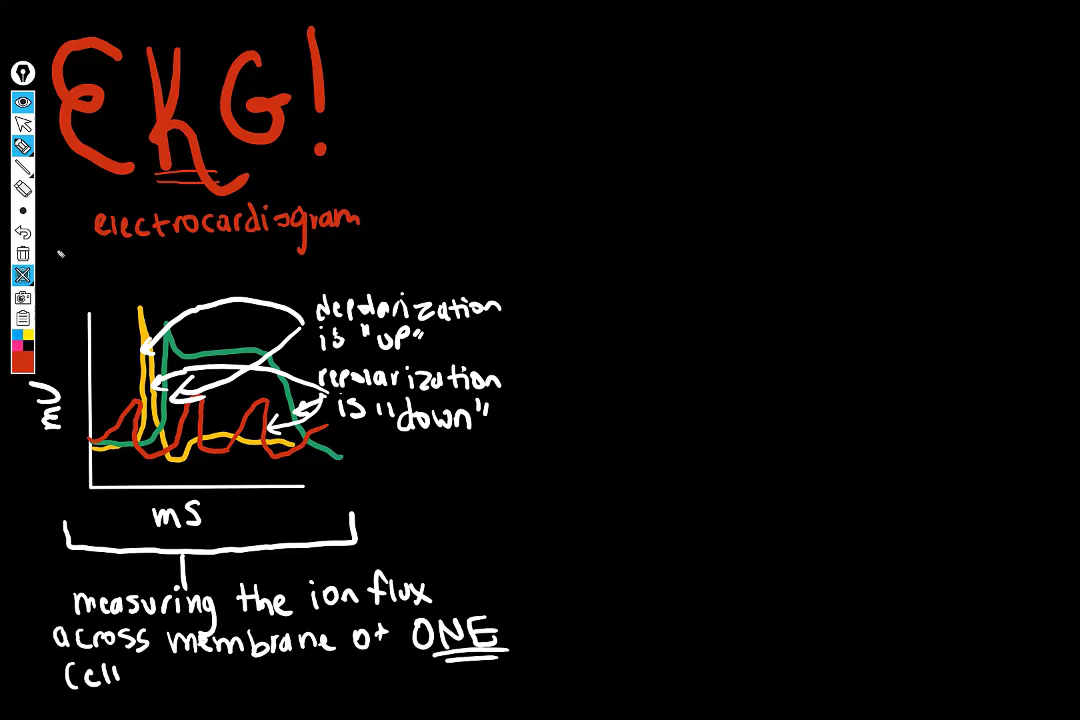 EKG!
electrocardiogram
depolarization
is "up"
repolarization
is "down"
mV
ms
measuring the ion flux
across membrane of ONE
cell